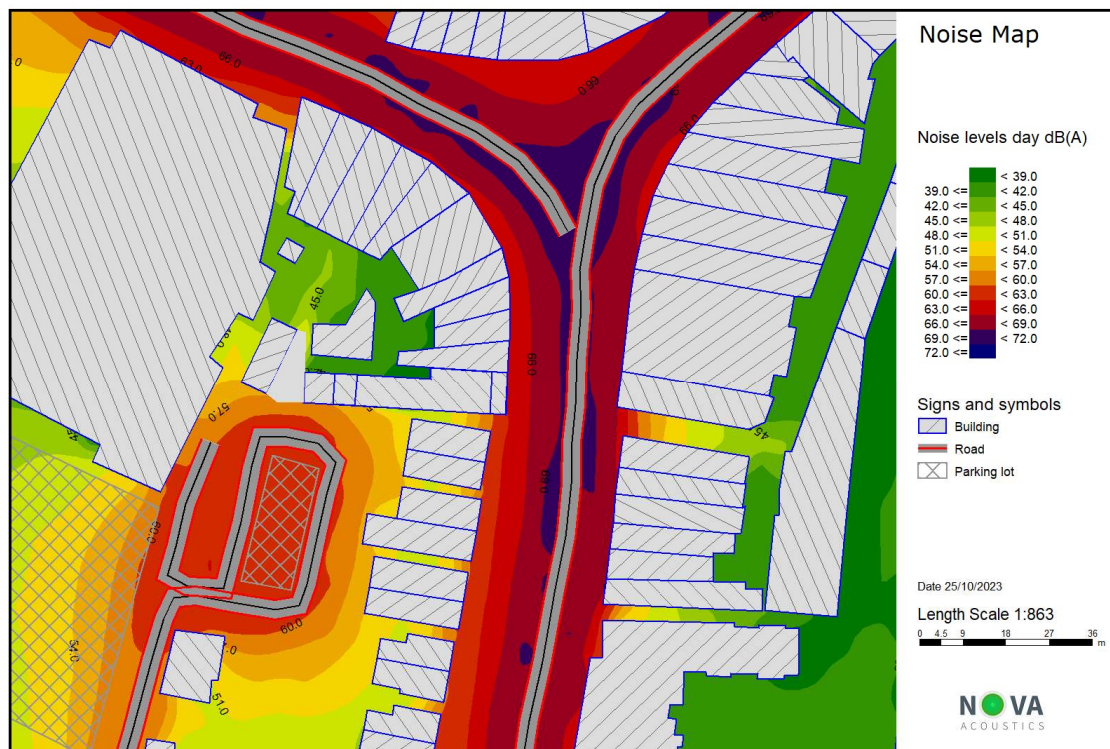 Noise Map
Noise levels day dB(A)
< 39.0
39.0 <= < 42.0
42.0 <= < 45.0
45.0 <= < 48.0
48.0 <= < 51.0
51.0 <= < 54.0
54.0 <= < 57.0
57.0 <= < 60.0
60.0 <= < 63.0
63.0 <= < 66.0
66.0 <= < 69.0
69.0 <= < 72.0
72.0 <=
Signs and symbols
Building
Road
Parking lot
Date 25/10/2023
Length Scale 1:863
0 4.5 9 18 27 36
m
NOVA
ACOUSTICS
63.0
66.0
66.0
66.0
45.0
66.0
57.0
45
45
69.0
60.0
60.0
54.0
51.0